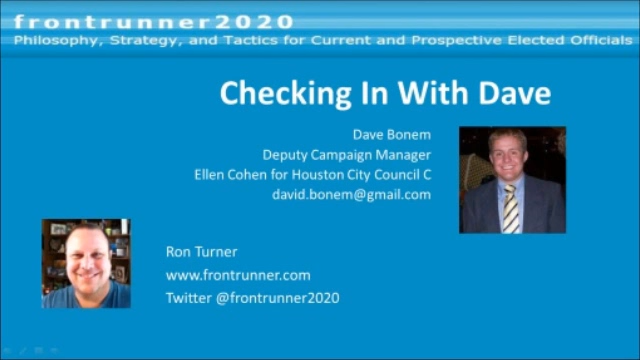 frontrunner2020
Philosophy, Strategy, and Tactics for Current and Prospective Elected Officials
Checking In With Dave
Dave Bonem
Deputy Campaign Manager
Ellen Cohen for Houston City Council C
david.bonem@gmail.com
Ron Turner
www.frontrunner.com
Twitter @frontrunner2020